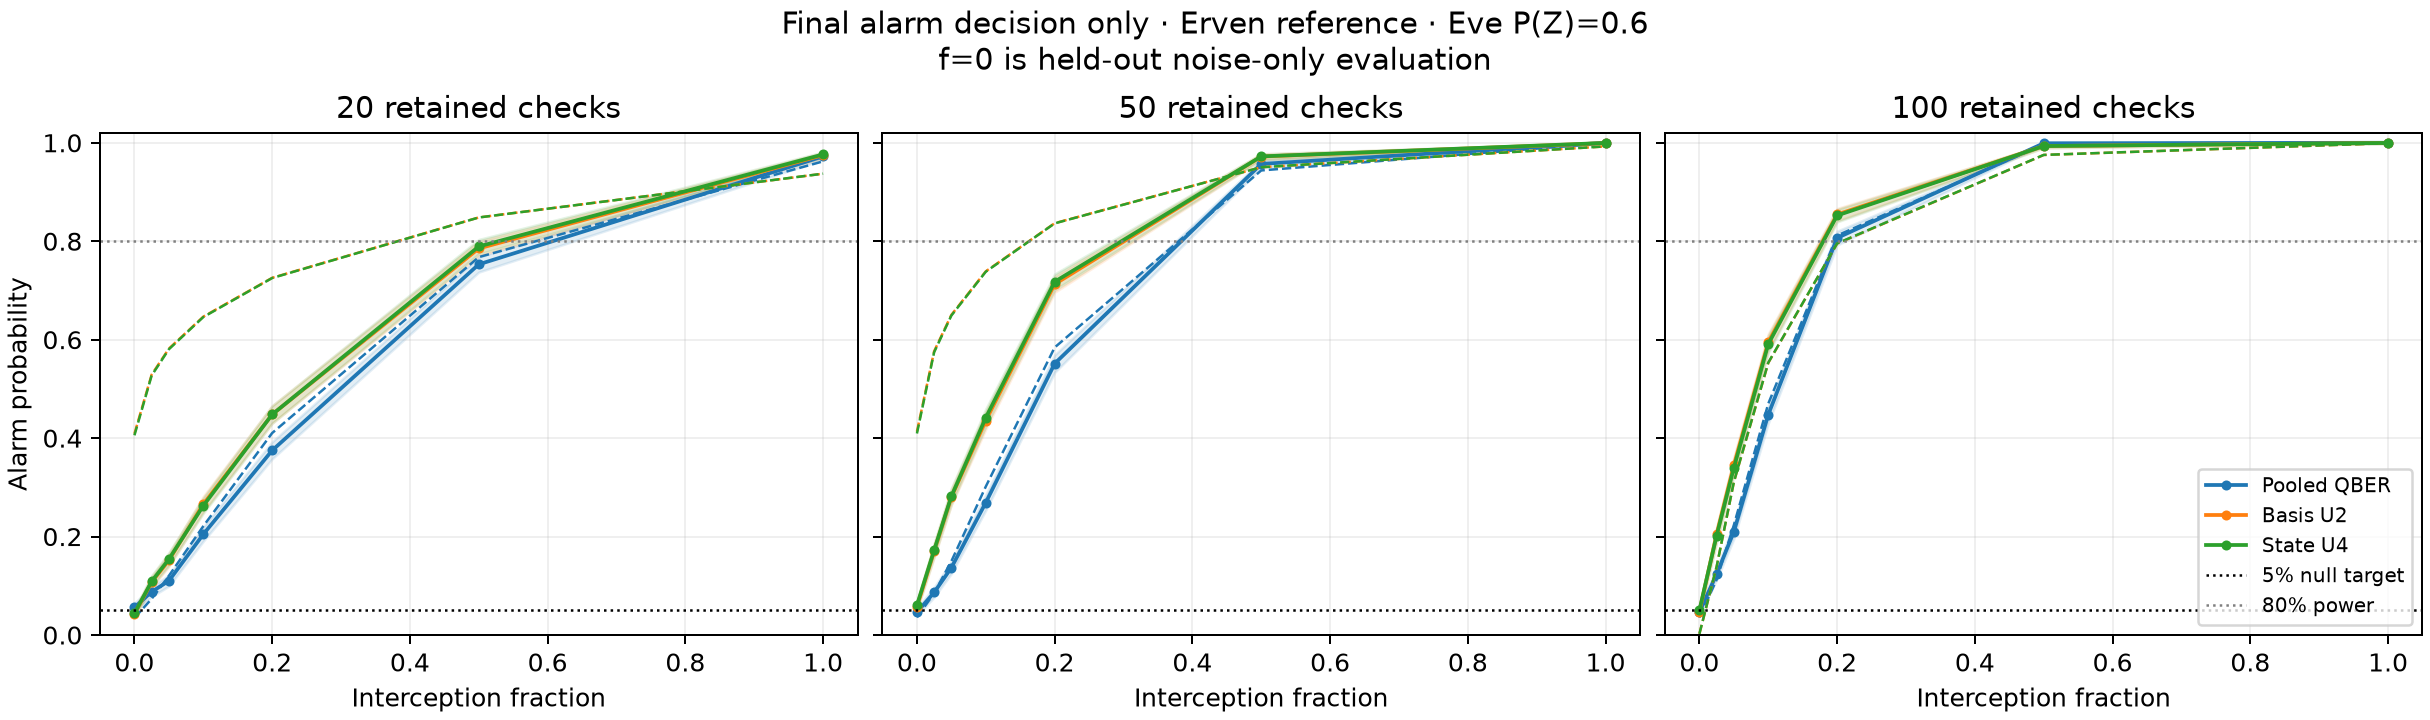 Final alarm decision only · Erven reference · Eve P(Z)=0.6
f=0 is held-out noise-only evaluation
20 retained checks
50 retained checks
100 retained checks
Alarm probability
1.0
0.8
0.6
0.4
0.2
0.0
0.0 0.2 0.4 0.6 0.8 1.0
Interception fraction
0.0 0.2 0.4 0.6 0.8 1.0
Interception fraction
Pooled QBER
Basis U2
State U4
5% null target
80% power
0.0 0.2 0.4 0.6 0.8 1.0
Interception fraction